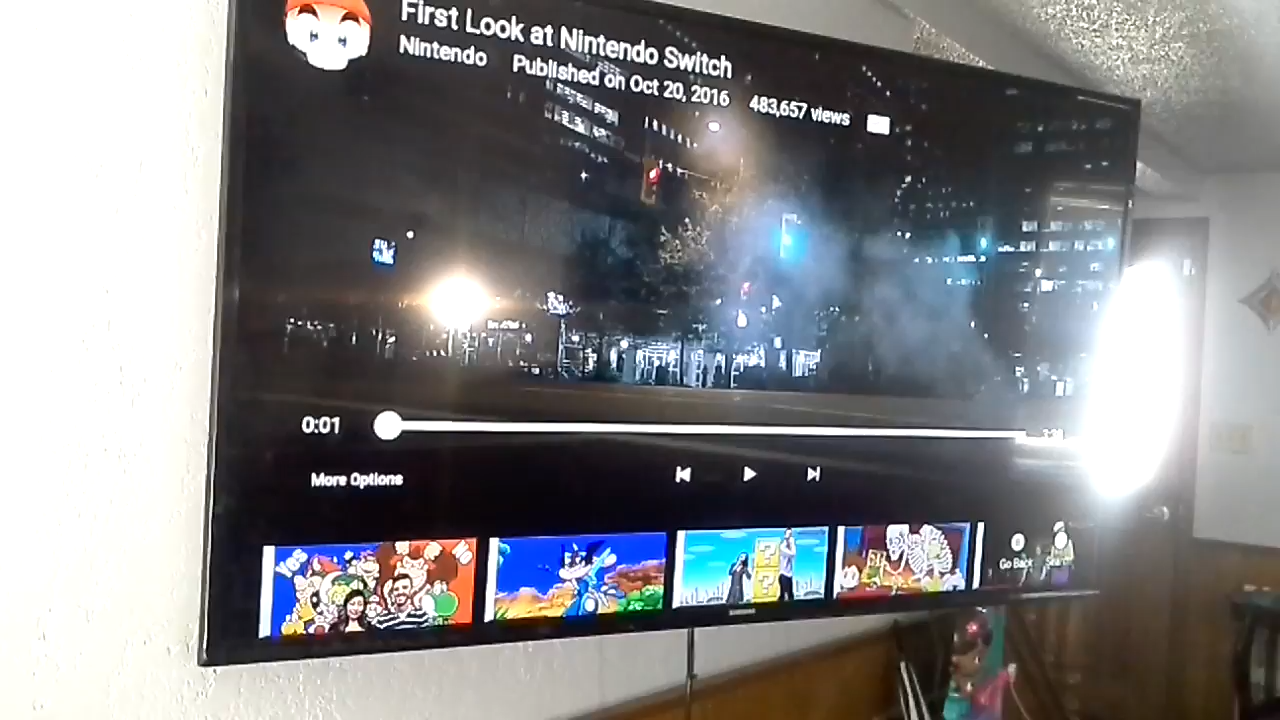 First Look at Nintendo Switch
Nintendo Published on Oct 20, 2016 483,657 views
0:01
More Options
Go Back Search
SAMSUNG